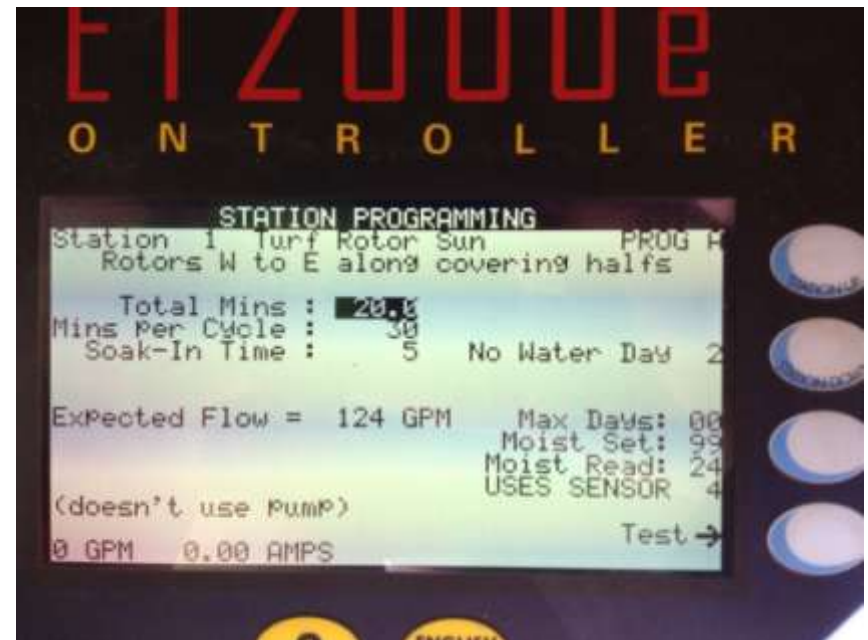 ET2000e
ONTROLLER
STATION PROGRAMMING
Station 1 Turf Rotor Sun PROG A
Rotors W to E along covering halfs
Total Mins : 20.0
Mins per Cycle : 30
Soak-In Time : 5 No Water Day 2
Expected Flow = 124 GPM Max Days: 00
Moist Set: 99
Moist Read: 24
USES SENSOR 4
(doesn't use pump)
Test→
0 GPM 0.00 AMPS
ENGLISH